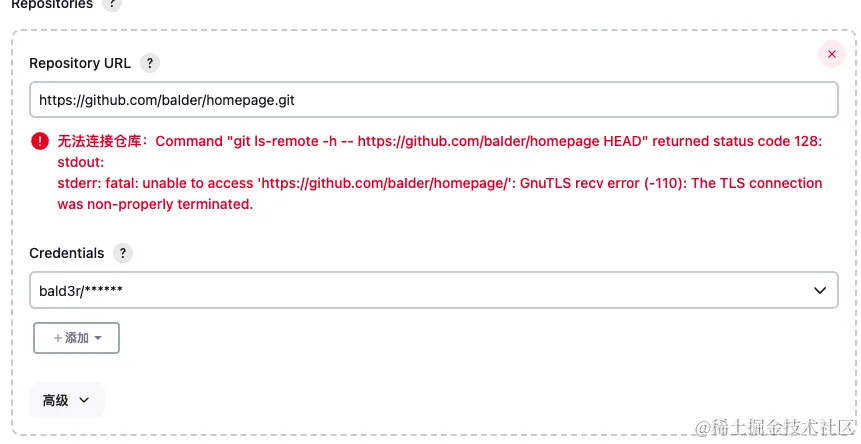 Repositories ?
Repository URL ?
https://github.com/balder/homepage.git
无法连接仓库：Command "git ls-remote -h -- https://github.com/balder/homepage HEAD" returned status code 128:
stdout:
stderr: fatal: unable to access 'https://github.com/balder/homepage/': GnuTLS recv error (-110): The TLS connection
was non-properly terminated.
Credentials ?
bald3r/******
+添加
高级
@稀土掘金技术社区